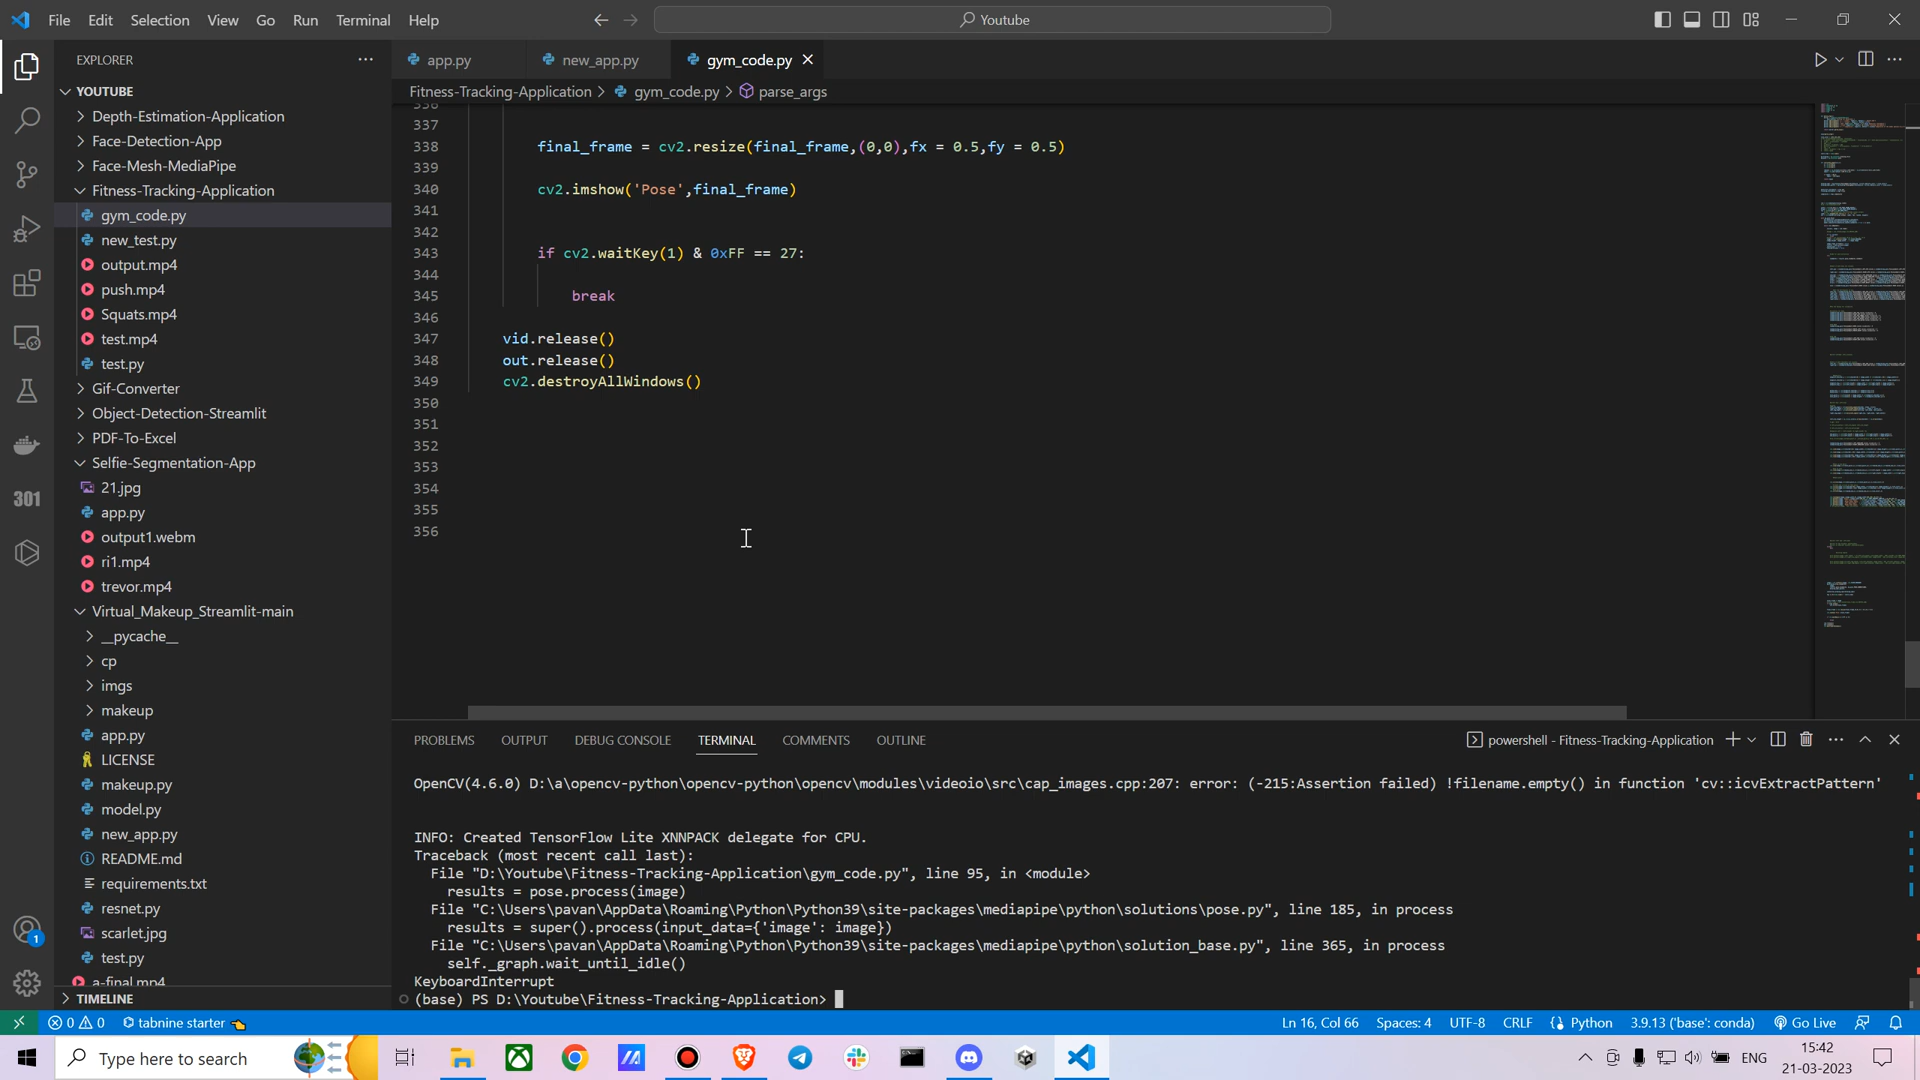 File Edit Selection View Go Run Terminal Help
Youtube
EXPLORER
app.py
new_app.py
gym_code.py
YOUTUBE
Fitness-Tracking-Application > gym_code.py > parse_args
Depth-Estimation-Application
Face-Detection-App
Face-Mesh-MediaPipe
Fitness-Tracking-Application
gym_code.py
new_test.py
output.mp4
push.mp4
Squats.mp4
test.mp4
test.py
Gif-Converter
Object-Detection-Streamlit
PDF-To-Excel
Selfie-Segmentation-App
21.jpg
app.py
output1.webm
ri1.mp4
trevor.mp4
Virtual_Makeup_Streamlit-main
__pycache__
cp
imgs
makeup
app.py
LICENSE
makeup.py
model.py
new_app.py
README.md
requirements.txt
resnet.py
scarlet.jpg
test.py
a-final.mp4
TIMELINE
336
337
338 final_frame = cv2.resize(final_frame,(0,0),fx = 0.5,fy = 0.5)
339
340 cv2.imshow('Pose',final_frame)
341
342
343 if cv2.waitKey(1) & 0xFF == 27:
344
345 break
346
347 vid.release()
348 out.release()
349 cv2.destroyAllWindows()
350
351
352
353
354
355
356
PROBLEMS OUTPUT DEBUG CONSOLE TERMINAL COMMENTS OUTLINE
powershell - Fitness-Tracking-Application
OpenCV(4.6.0) D:\a\opencv-python\opencv-python\opencv\modules\videoio\src\cap_images.cpp:207: error: (-215:Assertion failed) !filename.empty() in function 'cv::icvExtractPattern'
INFO: Created TensorFlow Lite XNNPACK delegate for CPU.
Traceback (most recent call last):
File "D:\Youtube\Fitness-Tracking-Application\gym_code.py", line 95, in <module>
results = pose.process(image)
File "C:\Users\pavan\AppData\Roaming\Python\Python39\site-packages\mediapipe\python\solutions\pose.py", line 185, in process
results = super().process(input_data={'image': image})
File "C:\Users\pavan\AppData\Roaming\Python\Python39\site-packages\mediapipe\python\solution_base.py", line 365, in process
self._graph.wait_until_idle()
KeyboardInterrupt
(base) PS D:\Youtube\Fitness-Tracking-Application>
301
1
0 0 tabnine starter
Ln 16, Col 66 Spaces: 4 UTF-8 CRLF Python 3.9.13 ('base': conda) Go Live
Type here to search
ENG
15:42
21-03-2023